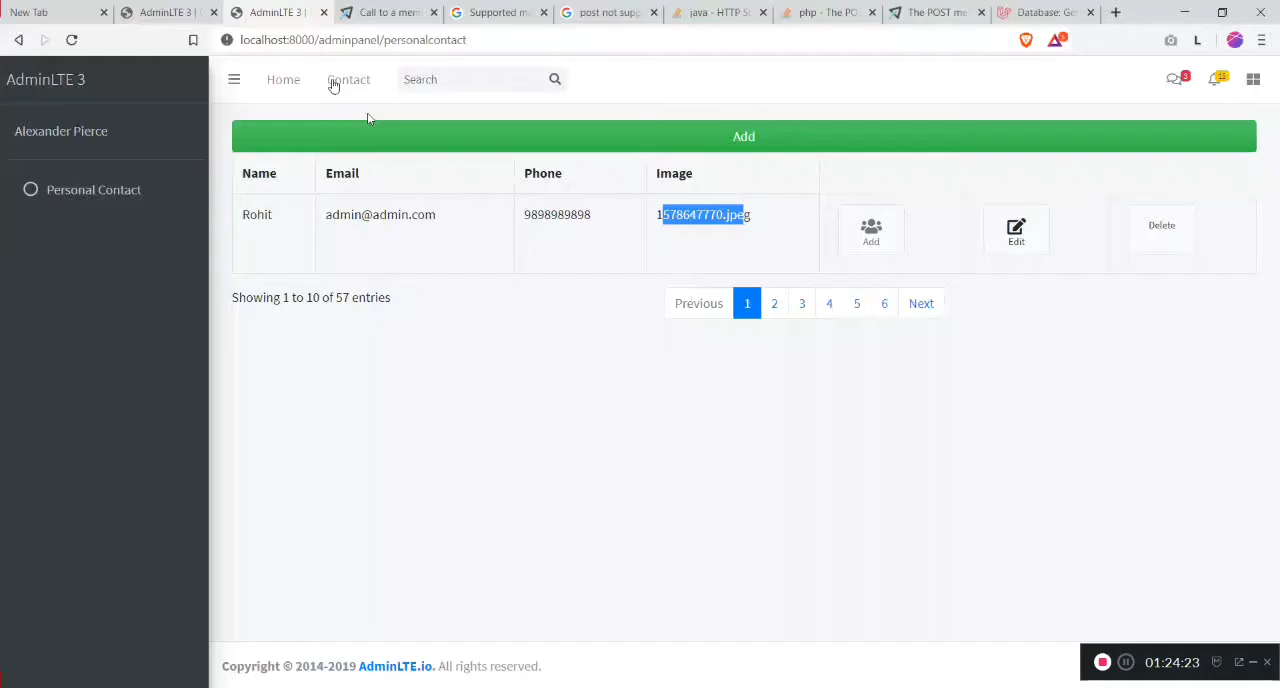 New Tab
AdminLTE 3 |
AdminLTE 3 |
Call to a mem
Supported m
post not supp
java - HTTP St
php - The PO
The POST me
Database: Ge
localhost:8000/adminpanel/personalcontact
L
AdminLTE 3
Home
Contact
Search
3
15
Alexander Pierce
Personal Contact
Add
Name
Email
Phone
Image
Rohit
admin@admin.com
9898989898
1578647770.jpeg
Add
Edit
Delete
Showing 1 to 10 of 57 entries
Previous
1
2
3
4
5
6
Next
Copyright © 2014-2019 AdminLTE.io. All rights reserved.
01:24:23